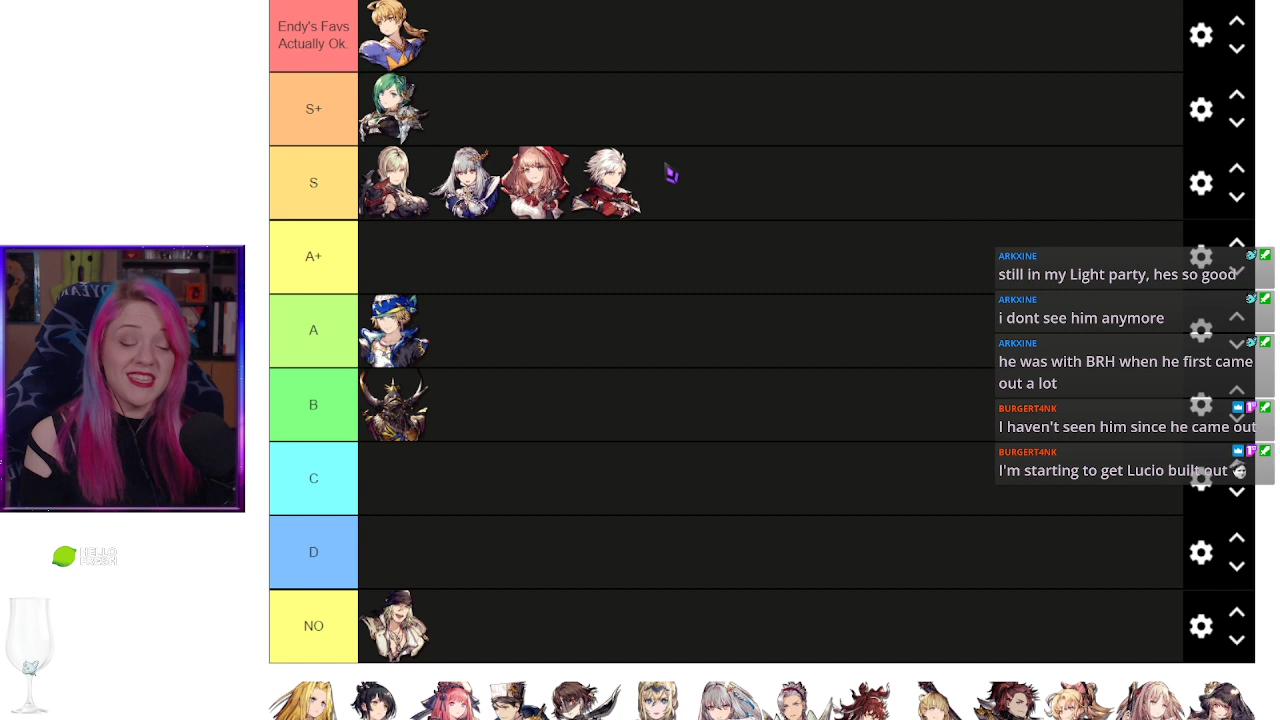 Endy's Favs
Actually Ok.
S+
S
A+
A
B
C
D
NO
ARKXINE
still in my Light party, hes so good
ARKXINE
i dont see him anymore
ARKXINE
he was with BRH when he first came
out a lot
BURGERT4NK
I haven't seen him since he came out
BURGERT4NK
I'm starting to get Lucio built out
HELLO
FRESH